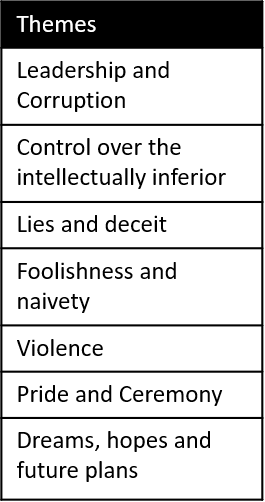 Themes
Leadership and
Corruption
Control over the
intellectually inferior
Lies and deceit
Foolishness and
naivety
Violence
Pride and Ceremony
Dreams, hopes and
future plans